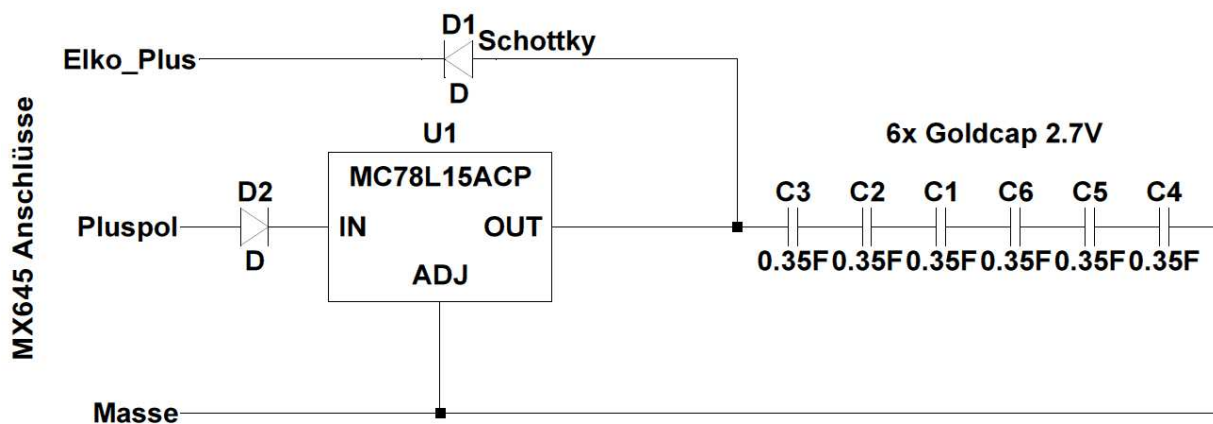 D1
Schottky
Elko_Plus
D
U1
6x Goldcap 2.7V
MX645 Anschlüsse
MC78L15ACP
D2
C3 C2 C1 C6 C5 C4
Pluspol
IN OUT
D
0.35F 0.35F 0.35F 0.35F 0.35F 0.35F
ADJ
Masse